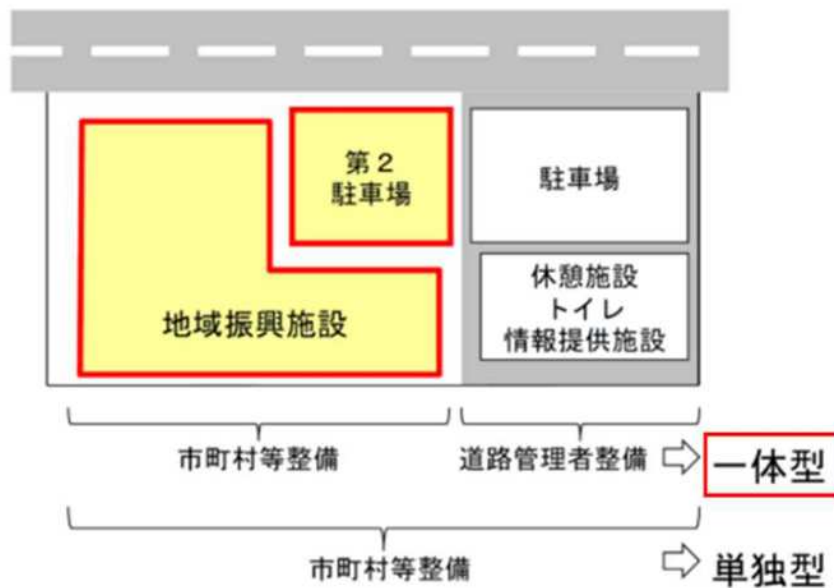 第２
駐車場
駐車場
地域振興施設
休憩施設
トイレ
情報提供施設
市町村等整備
道路管理者整備
一体型
市町村等整備
単独型